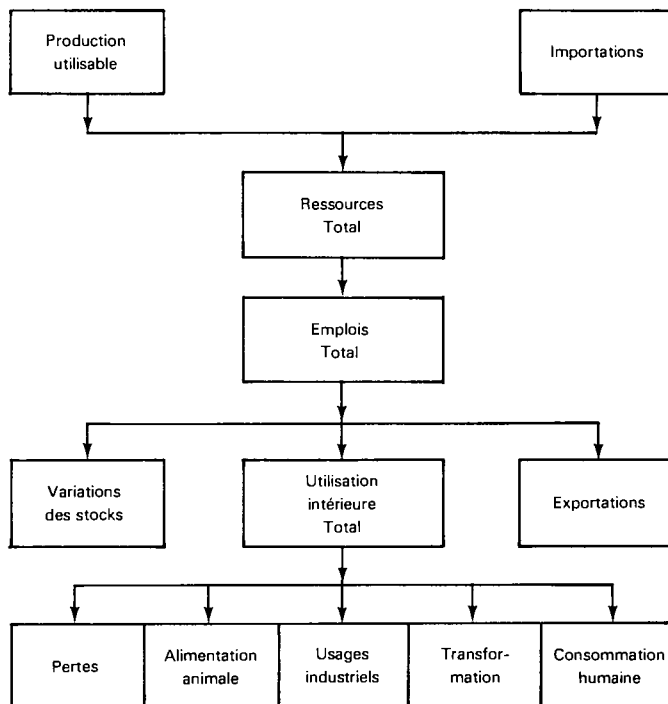 Production
utilisable
Importations
Ressources
Total
Emplois
Total
Variations
des stocks
Utilisation
intérieure
Total
Exportations
Pertes
Alimentation
animale
Usages
industriels
Transfor-
mation
Consommation
humaine